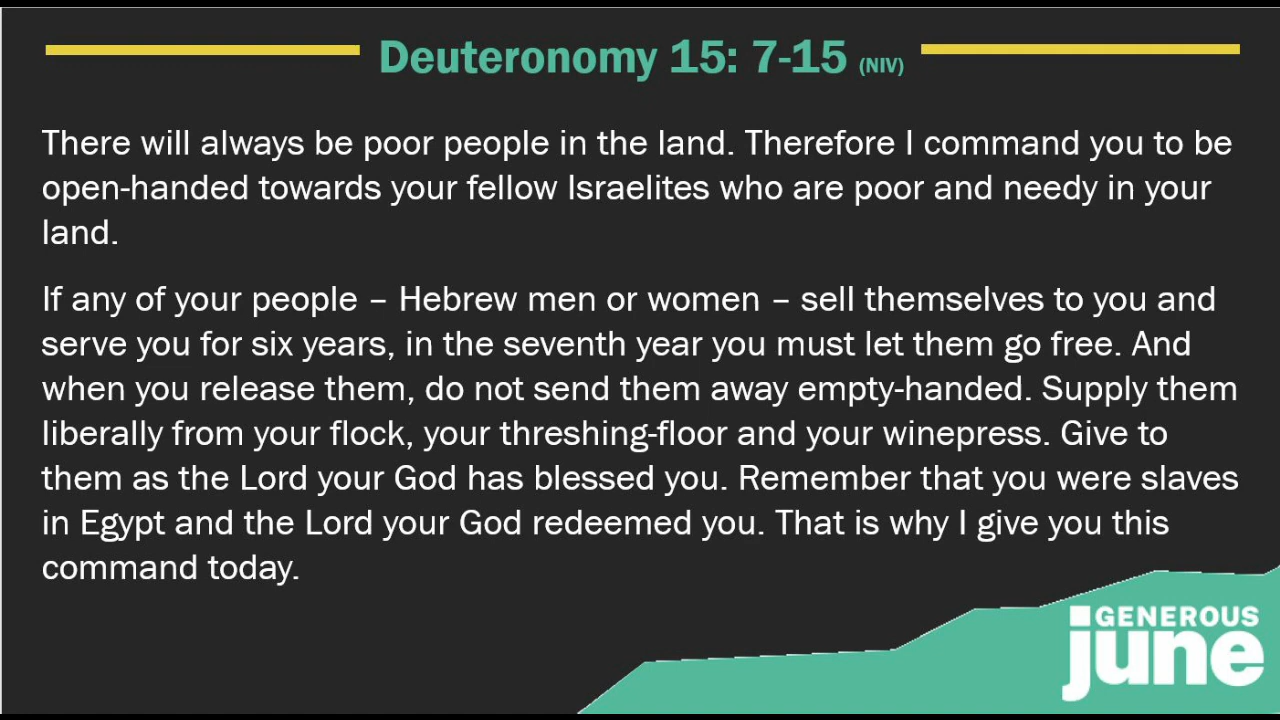 Deuteronomy 15: 7-15 (NIV)
There will always be poor people in the land. Therefore I command you to be
open-handed towards your fellow Israelites who are poor and needy in your
land.
If any of your people – Hebrew men or women – sell themselves to you and
serve you for six years, in the seventh year you must let them go free. And
when you release them, do not send them away empty-handed. Supply them
liberally from your flock, your threshing-floor and your winepress. Give to
them as the Lord your God has blessed you. Remember that you were slaves
in Egypt and the Lord your God redeemed you. That is why I give you this
command today.
GENEROUS
june